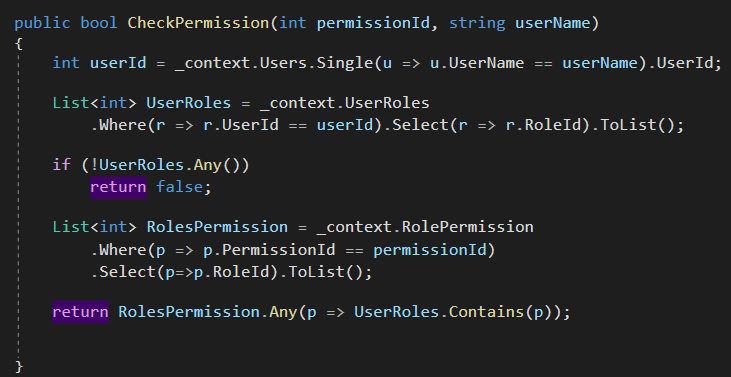 public bool CheckPermission(int permissionId, string userName)
{
int userId = _context.Users.Single(u => u.UserName == userName).UserId;
List<int> UserRoles = _context.UserRoles
.Where(r => r.UserId == userId).Select(r => r.RoleId).ToList();
if (!UserRoles.Any())
return false;
List<int> RolesPermission = _context.RolePermission
.Where(p => p.PermissionId == permissionId)
.Select(p=>p.RoleId).ToList();
return RolesPermission.Any(p => UserRoles.Contains(p));
}